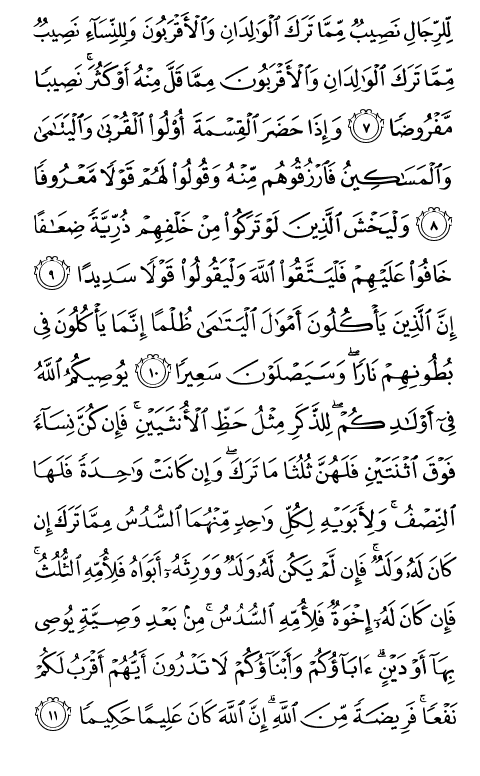 لِّلرِّجَالِ نَصِيبٌ مِّمَّا تَرَكَ ٱلْوَٰلِدَانِ وَٱلْأَقْرَبُونَ وَلِلنِّسَآءِ نَصِيبٌ
مِّمَّا تَرَكَ ٱلْوَٰلِدَانِ وَٱلْأَقْرَبُونَ مِمَّا قَلَّ مِنْهُ أَوْ كَثُرَ ۚ نَصِيبًا
مَّفْرُوضًا ٧ وَإِذَا حَضَرَ ٱلْقِسْمَةَ أُو۟لُوا۟ ٱلْقُرْبَىٰ وَٱلْيَتَٰمَىٰ
وَٱلْمَسَٰكِينُ فَٱرْزُقُوهُم مِّنْهُ وَقُولُوا۟ لَهُمْ قَوْلًا مَّعْرُوفًا
٨ وَلْيَخْشَ ٱلَّذِينَ لَوْ تَرَكُوا۟ مِنْ خَلْفِهِمْ ذُرِّيَّةً ضِعَٰفًا
خَافُوا۟ عَلَيْهِمْ فَلْيَتَّقُوا۟ ٱللَّهَ وَلْيَقُولُوا۟ قَوْلًا سَدِيدًا ٩
إِنَّ ٱلَّذِينَ يَأْكُلُونَ أَمْوَٰلَ ٱلْيَتَٰمَىٰ ظُلْمًا إِنَّمَا يَأْكُلُونَ فِى
بُطُونِهِمْ نَارًا ۖ وَسَيَصْلَوْنَ سَعِيرًا ١٠ يُوصِيكُمُ ٱللَّهُ
فِىٓ أَوْلَٰدِكُمْ ۖ لِلذَّكَرِ مِثْلُ حَظِّ ٱلْأُنثَيَيْنِ ۚ فَإِن كُنَّ نِسَآءً
فَوْقَ ٱثْنَتَيْنِ فَلَهُنَّ ثُلُثَا مَا تَرَكَ ۖ وَإِن كَانَتْ وَٰحِدَةً فَلَهَا
ٱلنِّصْفُ ۚ وَلِأَبَوَيْهِ لِكُلِّ وَٰحِدٍ مِّنْهُمَا ٱلسُّدُسُ مِمَّا تَرَكَ إِن
كَانَ لَهُۥ وَلَدٌ ۚ فَإِن لَّمْ يَكُن لَّهُۥ وَلَدٌ وَوَرِثَهُۥٓ أَبَوَاهُ فَلِأُمِّهِ ٱلثُّلُثُ ۚ
فَإِن كَانَ لَهُۥٓ إِخْوَةٌ فَلِأُمِّهِ ٱلسُّدُسُ ۚ مِنۢ بَعْدِ وَصِيَّةٍ يُوصِى
بِهَآ أَوْ دَيْنٍ ۗ ءَابَآؤُكُمْ وَأَبْنَآؤُكُمْ لَا تَدْرُونَ أَيُّهُمْ أَقْرَبُ لَكُمْ
نَفْعًا ۚ فَرِيضَةً مِّنَ ٱللَّهِ ۗ إِنَّ ٱللَّهَ كَانَ عَلِيمًا حَكِيمًا ١١